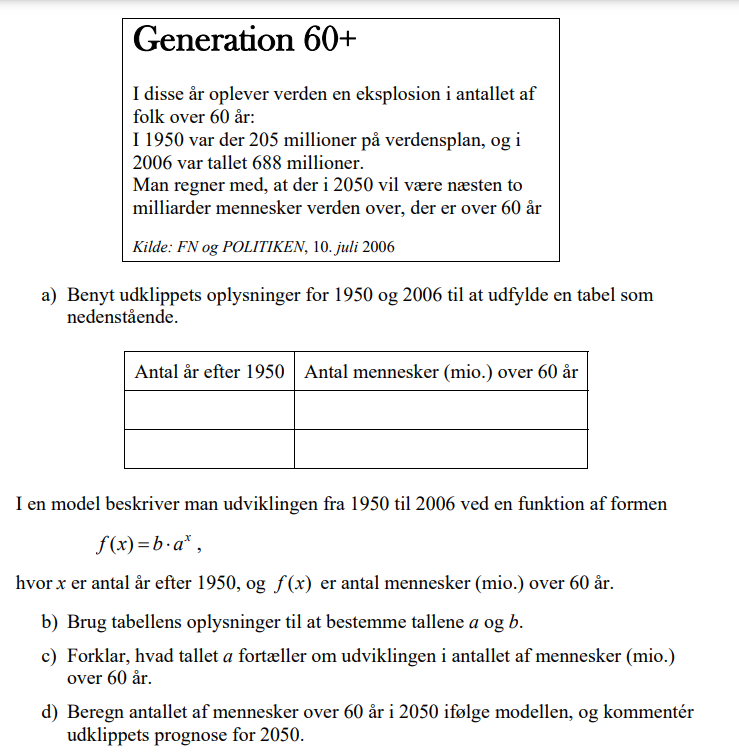 Generation 60+
I disse år oplever verden en eksplosion i antallet af
folk over 60 år:
I 1950 var der 205 millioner på verdensplan, og i
2006 var tallet 688 millioner.
Man regner med, at der i 2050 vil være næsten to
milliarder mennesker verden over, der er over 60 år
Kilde: FN og POLITIKEN, 10. juli 2006
a) Benyt udklippets oplysninger for 1950 og 2006 til at udfylde en tabel som
nedenstående.
Antal år efter 1950 Antal mennesker (mio.) over 60 år
I en model beskriver man udviklingen fra 1950 til 2006 ved en funktion af formen
f(x) = b · aˣ ,
hvor x er antal år efter 1950, og f(x) er antal mennesker (mio.) over 60 år.
b) Brug tabellens oplysninger til at bestemme tallene a og b.
c) Forklar, hvad tallet a fortæller om udviklingen i antallet af mennesker (mio.)
over 60 år.
d) Beregn antallet af mennesker over 60 år i 2050 ifølge modellen, og kommentér
udklippets prognose for 2050.